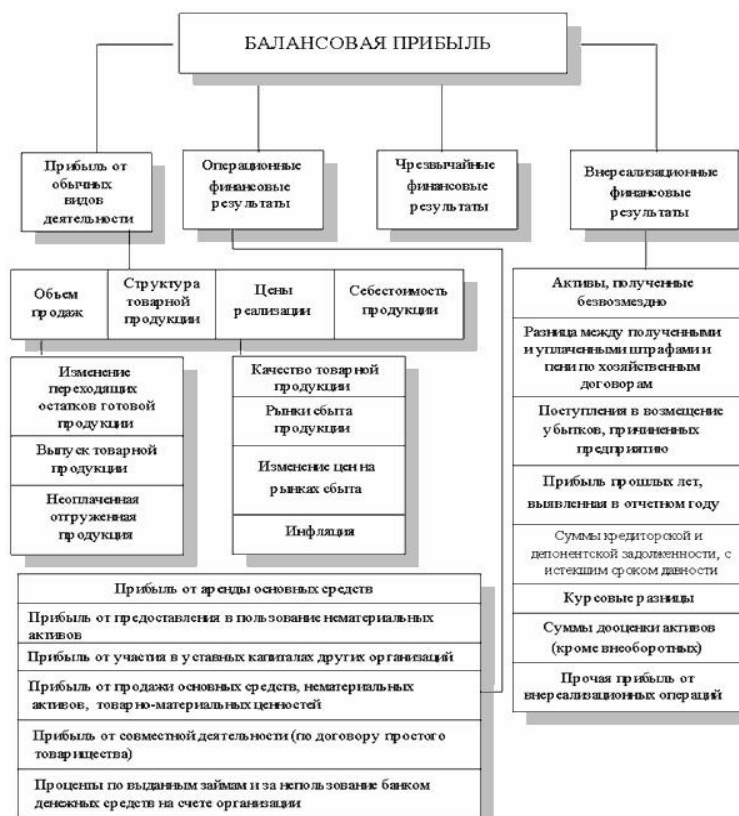 БАЛАНСОВАЯ ПРИБЫЛЬ
Прибыль от
обычных
видов
деятельности
Операционные
финансовые
результаты
Чрезвычайные
финансовые
результаты
Внереализационные
финансовые
результаты
Объем
продаж
Структура
товарной
продукции
Цены
реализации
Себестоимость
продукции
Изменение
переходящих
остатков готовой
продукции
Выпуск товарной
продукции
Неоплаченная
отгруженная
продукция
Качество товарной
продукции
Рынки сбыта
продукции
Изменение цен на
рынках сбыта
Инфляция
Активы, полученные
безвозмездно
Разница между полученными
и уплаченными штрафами и
пени по хозяйственным
договорам
Поступления в возмещение
убытков, причиненных
предприятию
Прибыль прошлых лет,
выявленная в отчетном году
Суммы кредиторской и
депонентской задолженности, с
истекшим сроком давности
Курсовые разницы
Суммы дооценки активов
(кроме внеоборотных)
Прочая прибыль от
внереализационных операций
Прибыль от аренды основных средств
Прибыль от предоставления в пользование нематериальных
активов
Прибыль от участия в уставных капиталах других организаций
Прибыль от продажи основных средств, нематериальных
активов, товарно-материальных ценностей
Прибыль от совместной деятельности (по договору простого
товарищества)
Проценты по выданным займам и за использование банком
денежных средств на счете организации